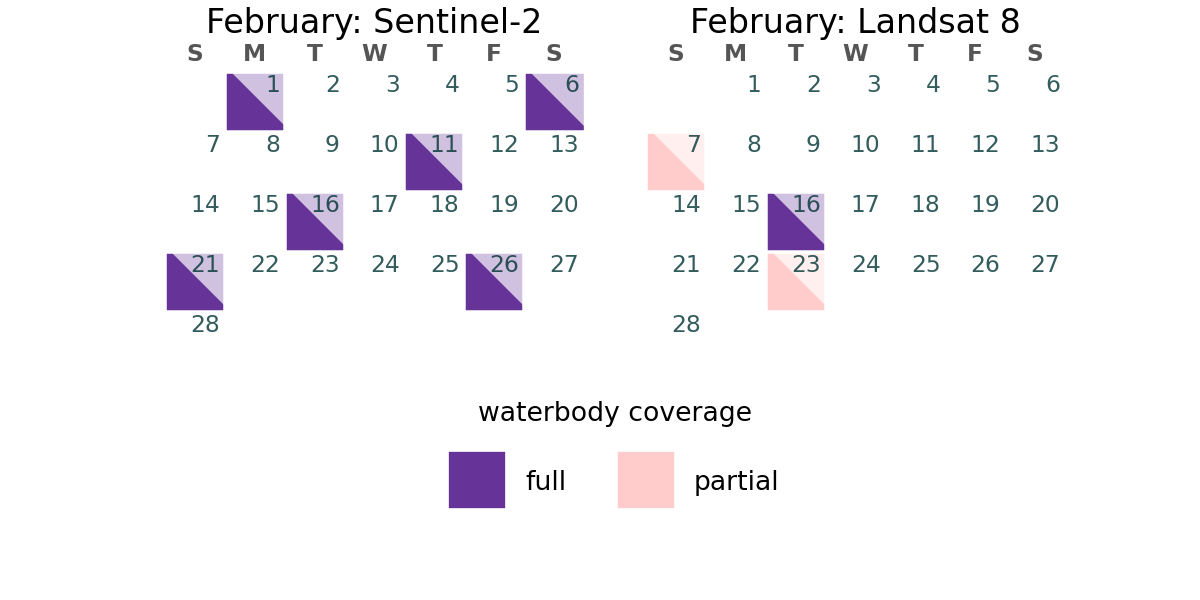 February: Sentinel-2
S M T W T F S
1 2 3 4 5 6
7 8 9 10 11 12 13
14 15 16 17 18 19 20
21 22 23 24 25 26 27
28
February: Landsat 8
S M T W T F S
1 2 3 4 5 6
7 8 9 10 11 12 13
14 15 16 17 18 19 20
21 22 23 24 25 26 27
28
waterbody coverage
full
partial